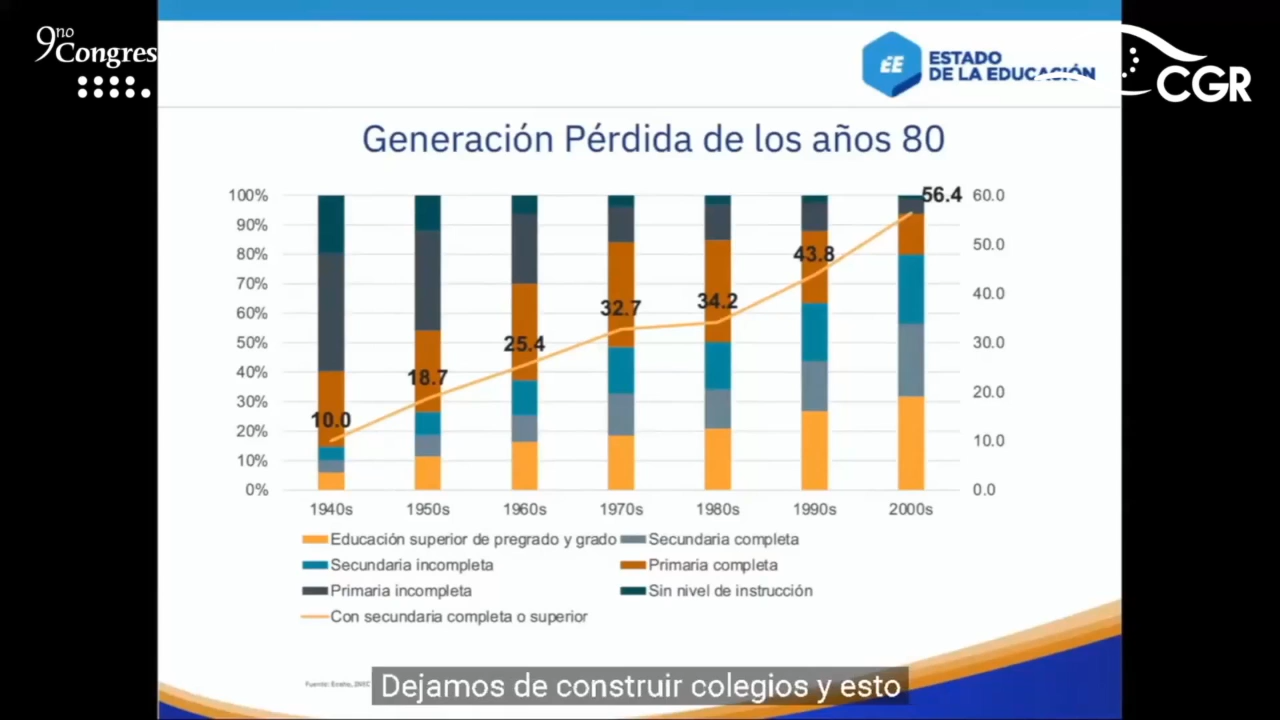 9no
Congres
ESTADO
DE LA EDUCACIÓN
CGR
Generación Pérdida de los años 80
100%
90%
80%
70%
60%
50%
40%
30%
20%
10%
0%
60.0
50.0
40.0
30.0
20.0
10.0
0.0
10.0
18.7
25.4
32.7
34.2
43.8
56.4
1940s 1950s 1960s 1970s 1980s 1990s 2000s
Educación superior de pregrado y grado Secundaria completa
Secundaria incompleta Primaria completa
Primaria incompleta Sin nivel de instrucción
Con secundaria completa o superior
Dejamos de construir colegios y esto